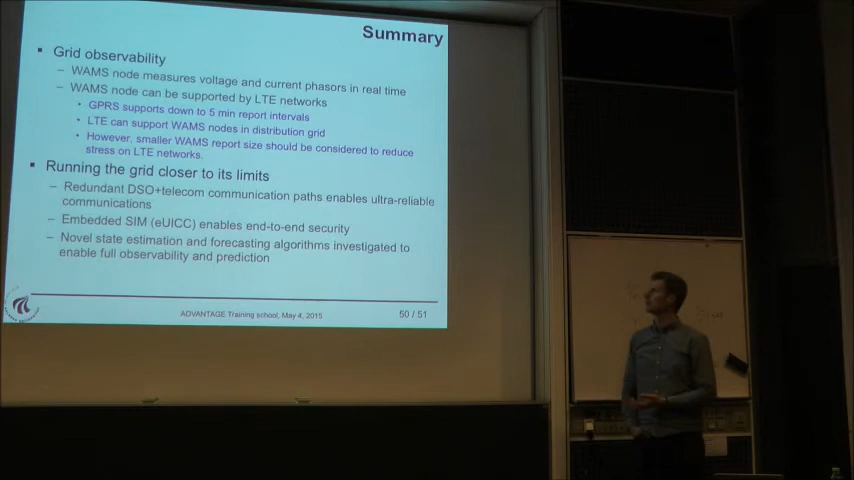 Summary
Grid observability
– WAMS node measures voltage and current phasors in real time
– WAMS node can be supported by LTE networks
• GPRS supports down to 5 min report intervals
• LTE can support WAMS nodes in distribution grid
• However, smaller WAMS report size should be considered to reduce
stress on LTE networks.
Running the grid closer to its limits
– Redundant DSO+telecom communication paths enables ultra-reliable
communications
– Embedded SIM (eUICC) enables end-to-end security
– Novel state estimation and forecasting algorithms investigated to
enable full observability and prediction
ADVANTAGE Training school, May 4, 2015
50 / 51